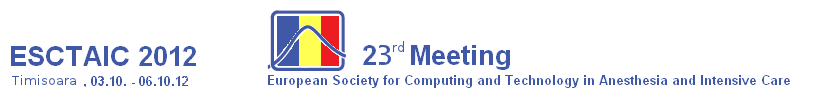 ESCTAIC 2012
Timisoara , 03.10. - 06.10.12
23rd Meeting
European Society for Computing and Technology in Anesthesia and Intensive Care